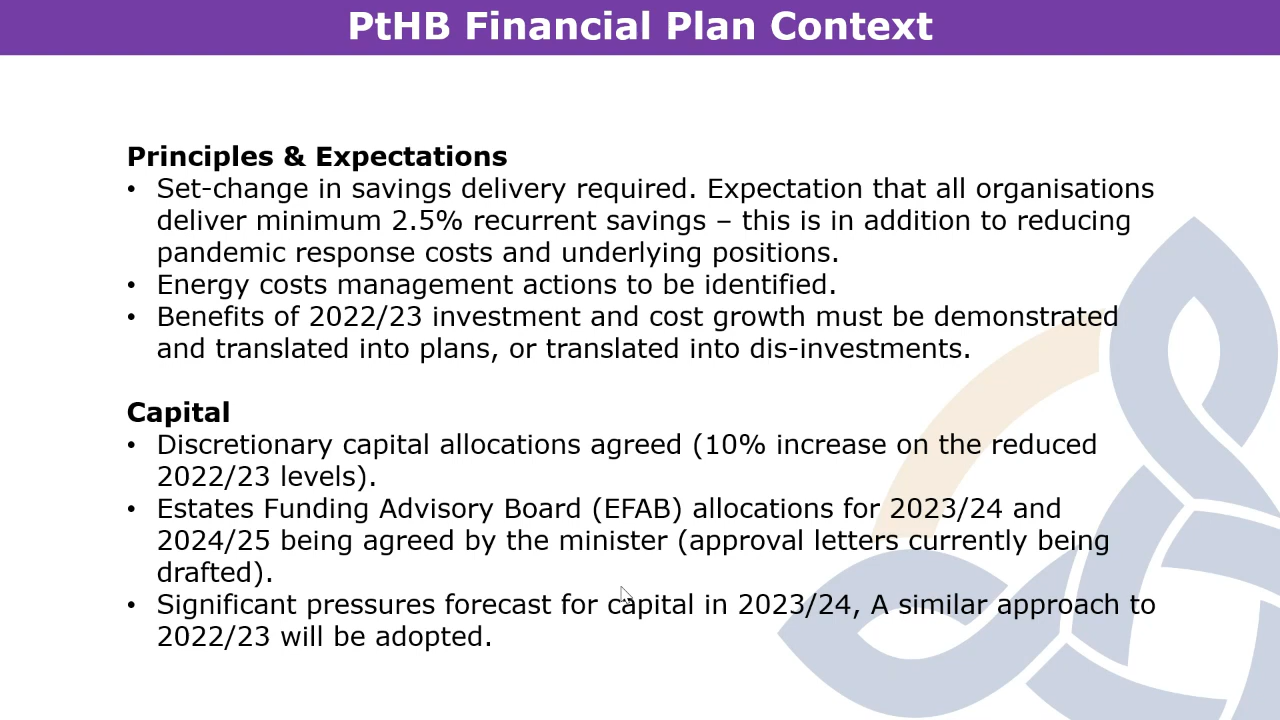 PtHB Financial Plan Context
Principles & Expectations
• Set-change in savings delivery required. Expectation that all organisations
deliver minimum 2.5% recurrent savings – this is in addition to reducing
pandemic response costs and underlying positions.
• Energy costs management actions to be identified.
• Benefits of 2022/23 investment and cost growth must be demonstrated
and translated into plans, or translated into dis-investments.
Capital
• Discretionary capital allocations agreed (10% increase on the reduced
2022/23 levels).
• Estates Funding Advisory Board (EFAB) allocations for 2023/24 and
2024/25 being agreed by the minister (approval letters currently being
drafted).
• Significant pressures forecast for capital in 2023/24, A similar approach to
2022/23 will be adopted.